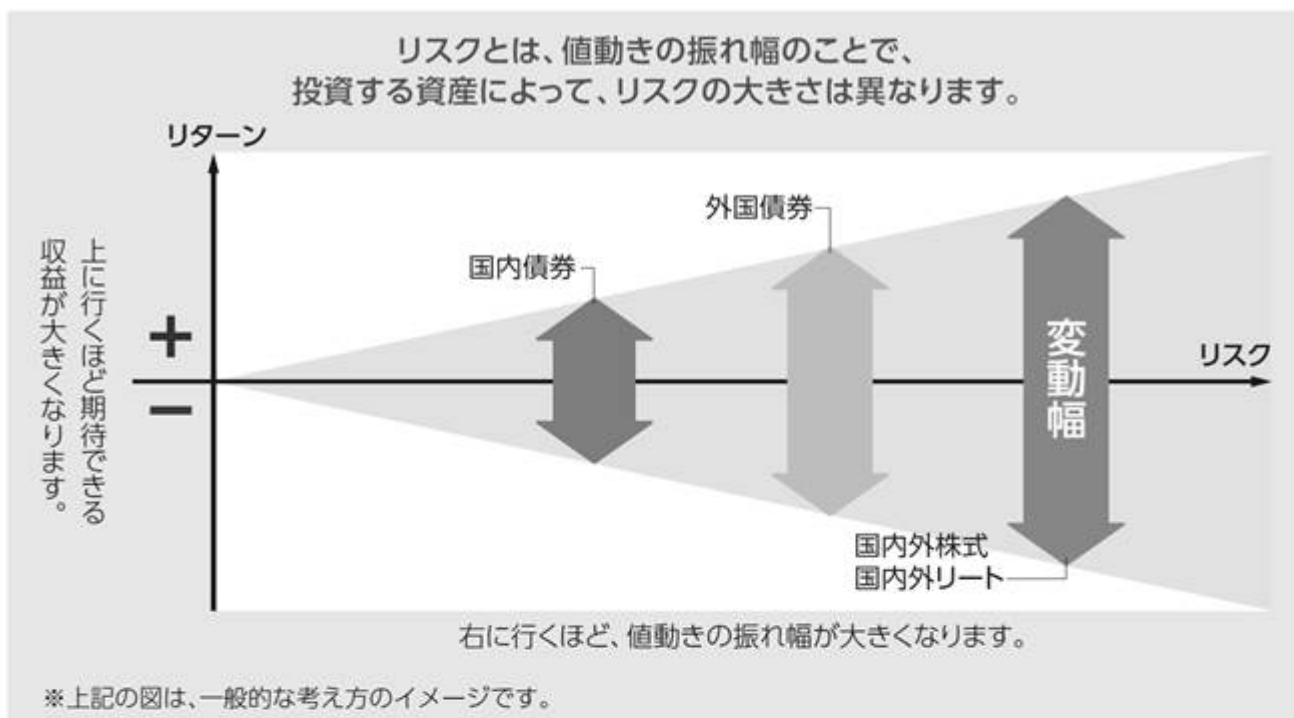 リスクとは、値動きの振れ幅のことで、
投資する資産によって、リスクの大きさは異なります。
リターン
外国債券
国内債券
上に行くほど期待できる
収益が大きくなります。
+
−
変動幅
リスク
国内外株式
国内外リート
右に行くほど、値動きの振れ幅が大きくなります。
※上記の図は、一般的な考え方のイメージです。